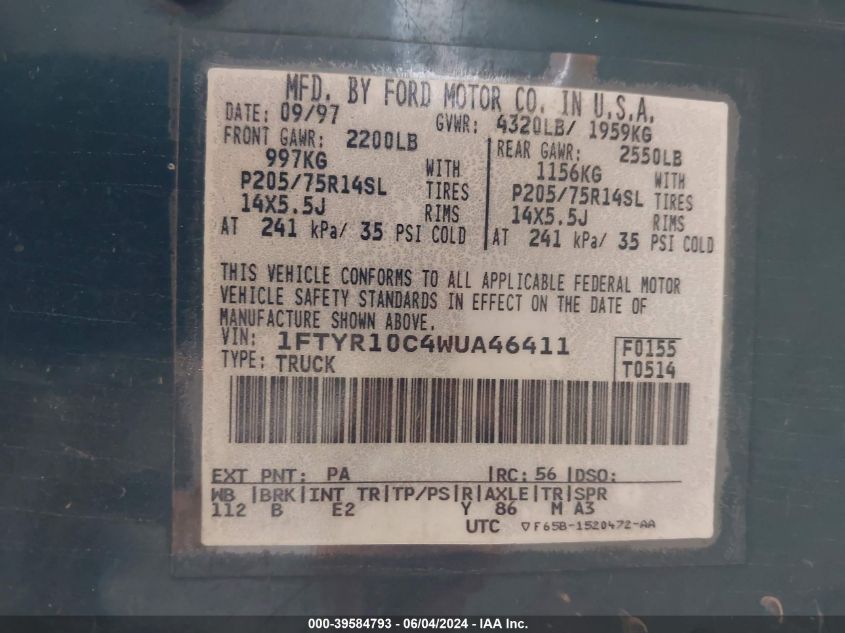 MFD. BY FORD MOTOR CO. IN U.S.A.
DATE: 09/97 GVWR: 4320LB/ 1959KG
FRONT GAWR: 2200LB
997KG WITH
P205/75R14SL TIRES
14X5.5J RIMS
AT 241 kPa/ 35 PSI COLD
REAR GAWR: 2550LB
1156KG WITH
P205/75R14SL TIRES
14X5.5J RIMS
AT 241 kPa/ 35 PSI COLD
THIS VEHICLE CONFORMS TO ALL APPLICABLE FEDERAL MOTOR
VEHICLE SAFETY STANDARDS IN EFFECT ON THE DATE OF
MANUFACTURE SHOWN ABOVE.
VIN: 1FTYR10C4WUA46411
TYPE: TRUCK
F0155
T0514
EXT PNT: PA |RC: 56 |DSO:
WB |BRK|INT TR|TP/PS|R|AXLE|TR|SPR
112 B E2 Y 86 M A3
UTC ▽F65B-1520472-AA
000-39584793 - 06/04/2024 - IAA Inc.